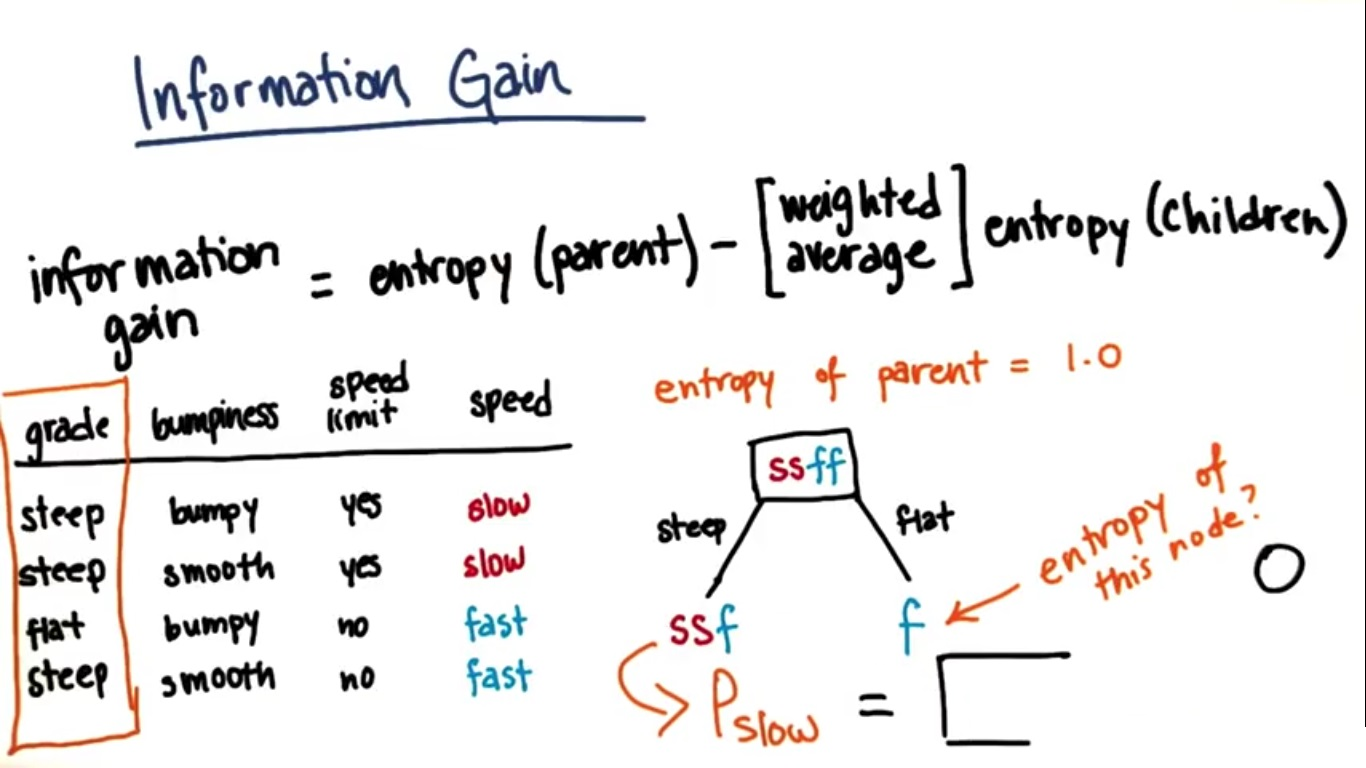 Information Gain
information gain = entropy (parent) - [weighted average] entropy (children)
entropy of parent = 1.0
grade bumpiness speed limit speed
steep bumpy yes slow
steep smooth yes slow
flat bumpy no fast
steep smooth no fast
ssff
steep flat
ssf f
entropy of this node?
O
Pslow =